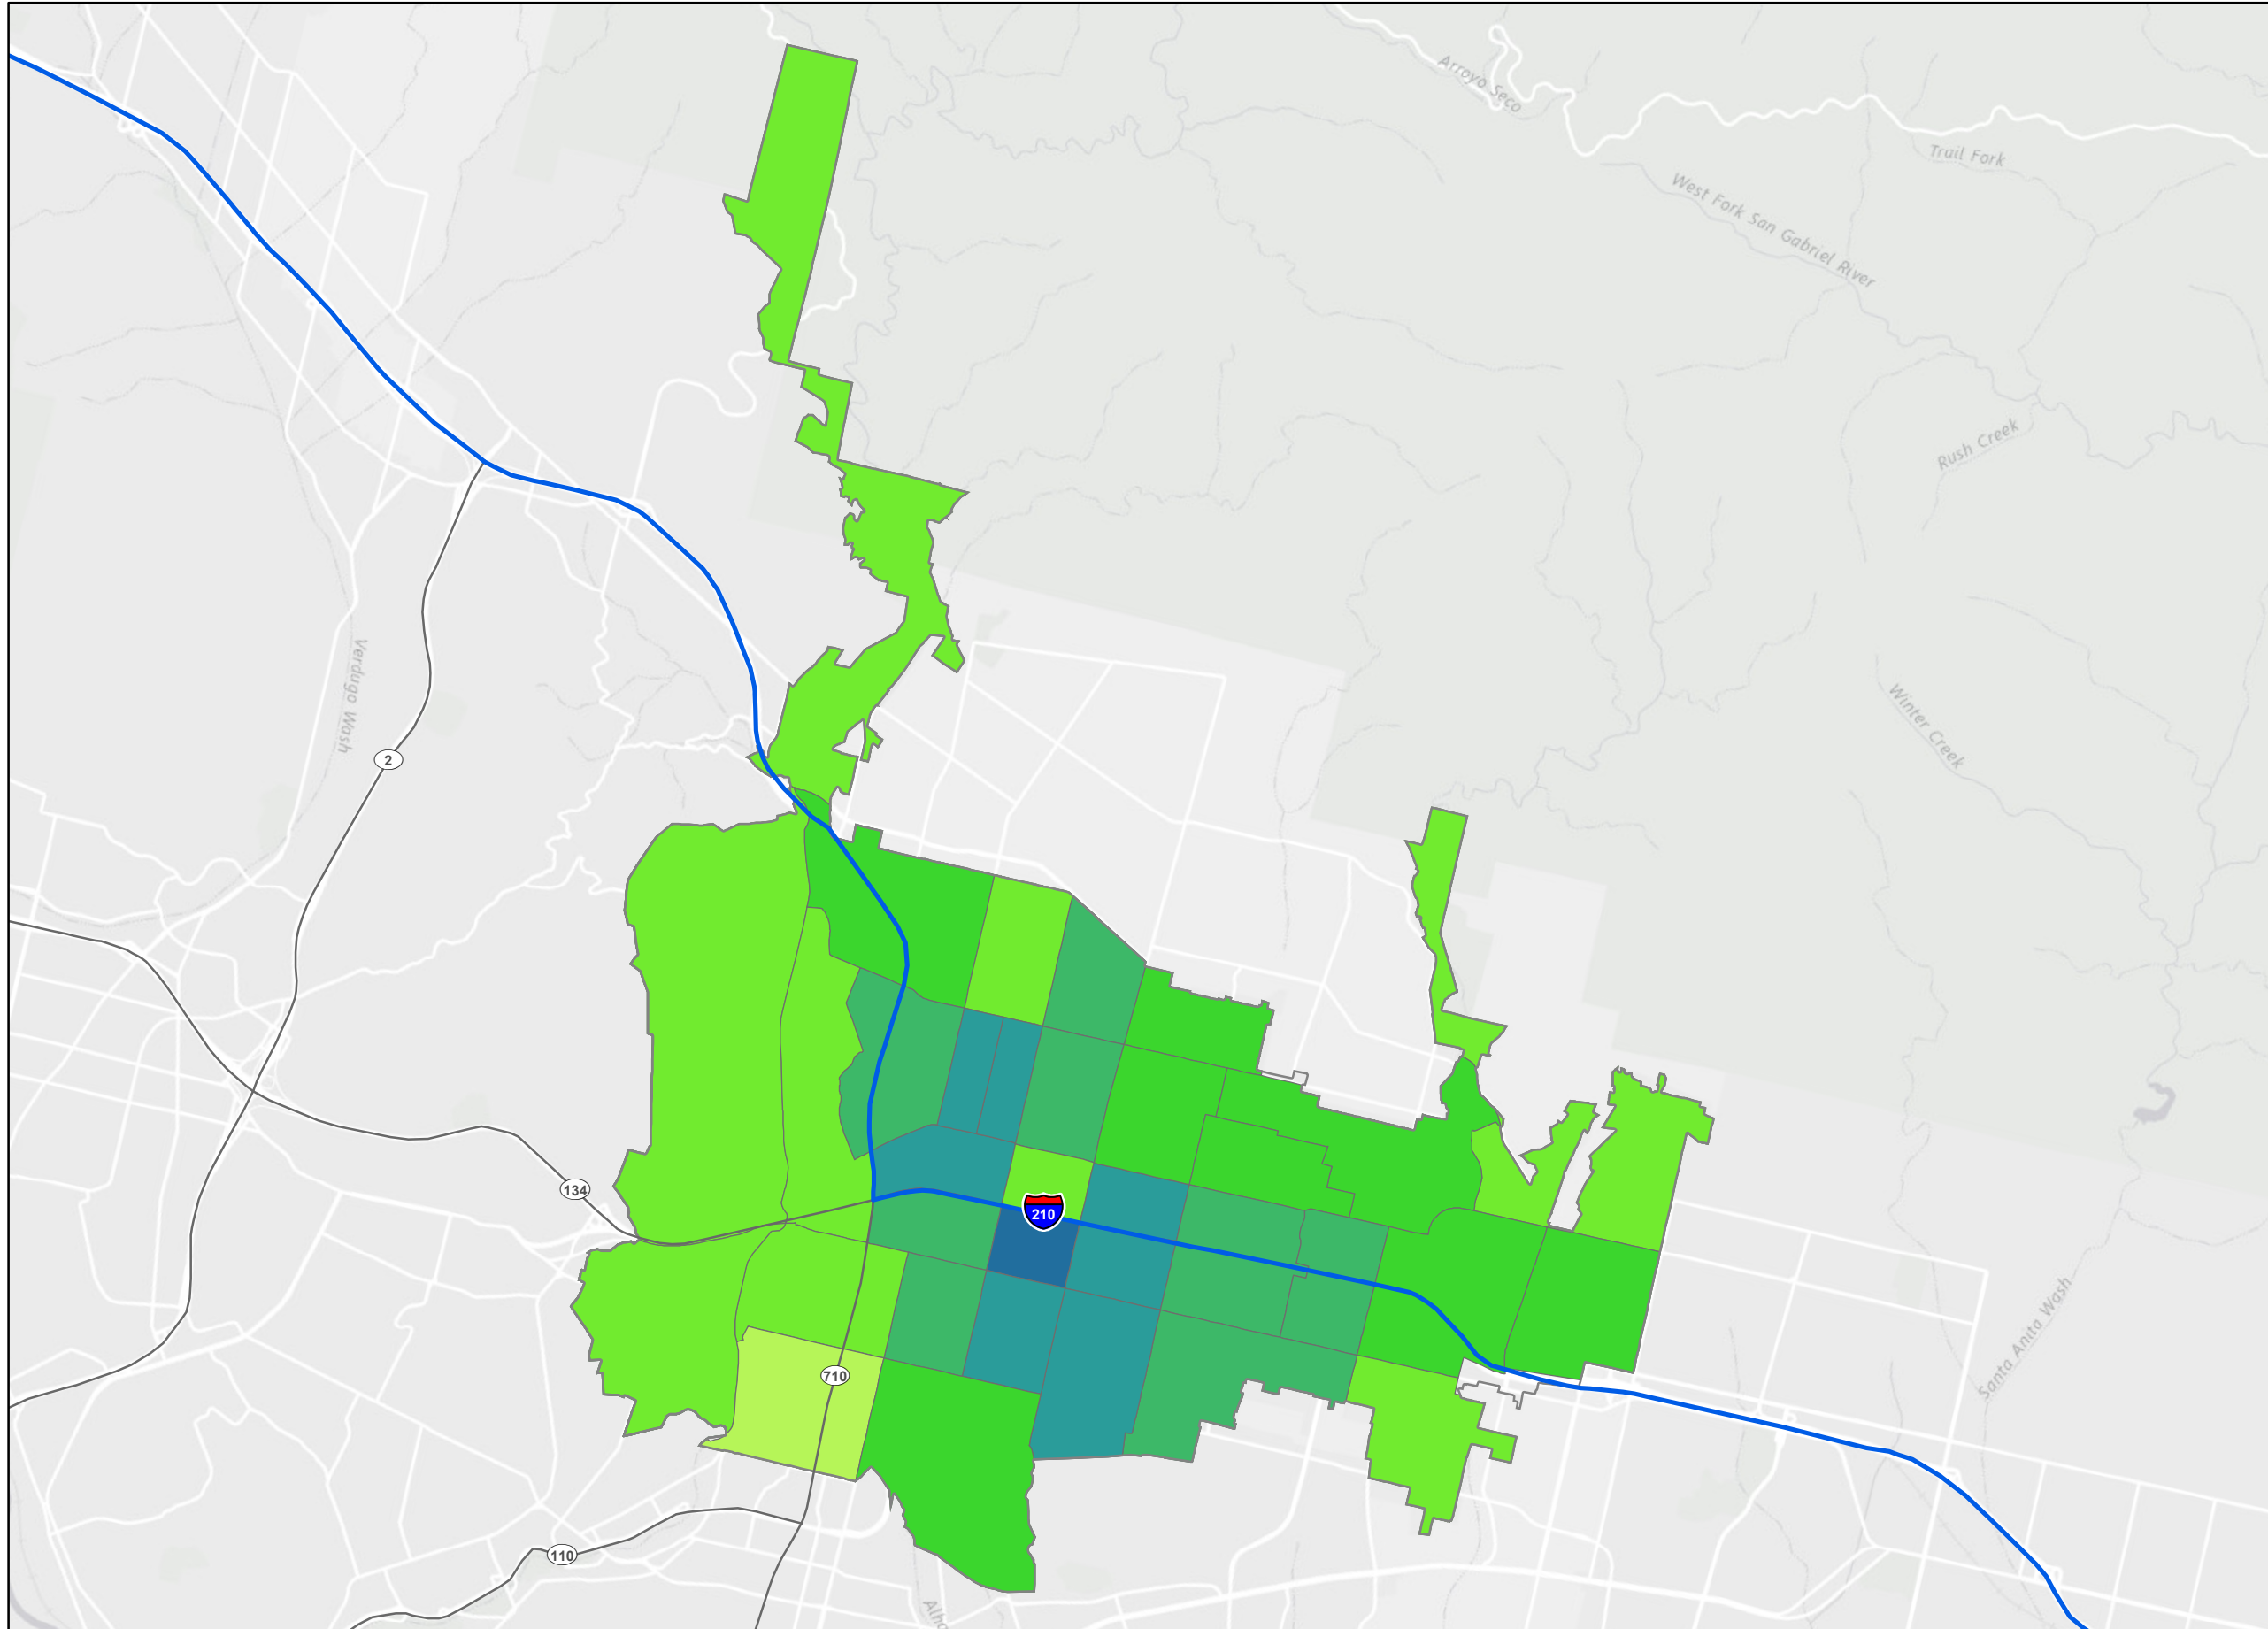 Arroyo Seco
Trail Fork
West Fork San Gabriel River
Rush Creek
Verdugo Wash
Winter Creek
2
134
210
Santa Anita Wash
710
110
Alha